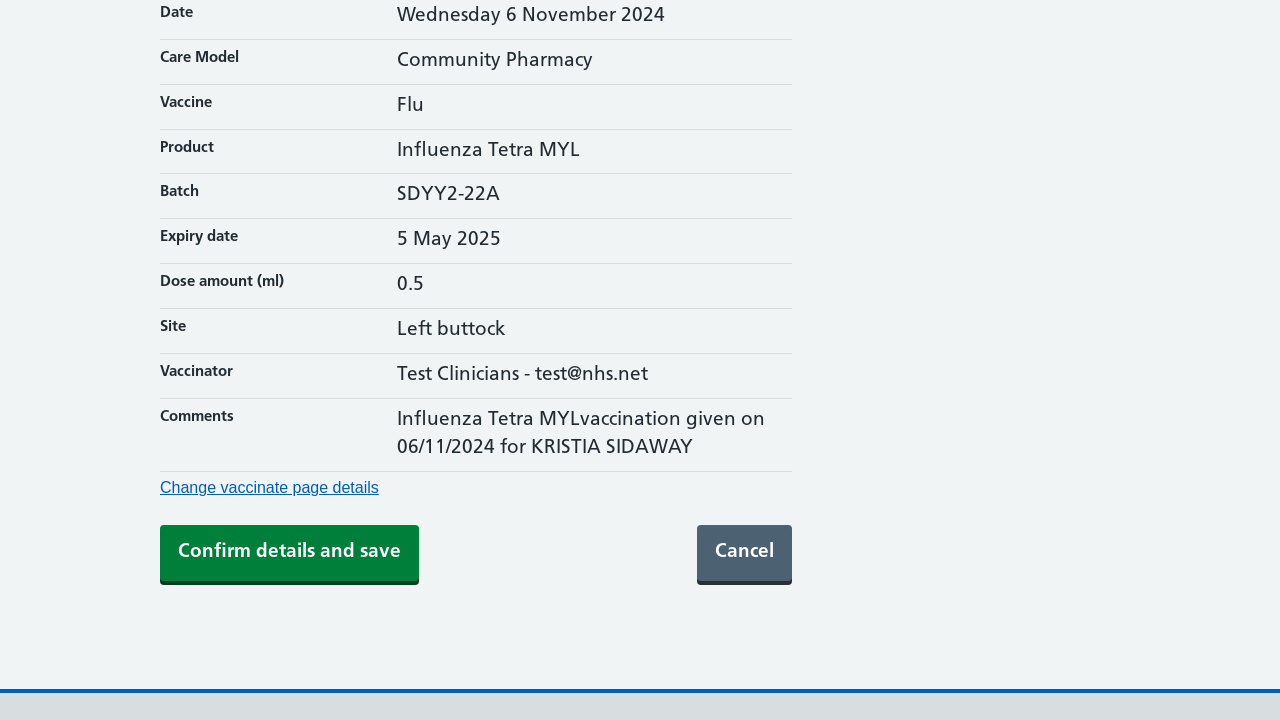 Date Wednesday 6 November 2024
Care Model Community Pharmacy
Vaccine Flu
Product Influenza Tetra MYL
Batch SDYY2-22A
Expiry date 5 May 2025
Dose amount (ml) 0.5
Site Left buttock
Vaccinator Test Clinicians - test@nhs.net
Comments Influenza Tetra MYLvaccination given on
06/11/2024 for KRISTIA SIDAWAY
Change vaccinate page details
Confirm details and save Cancel